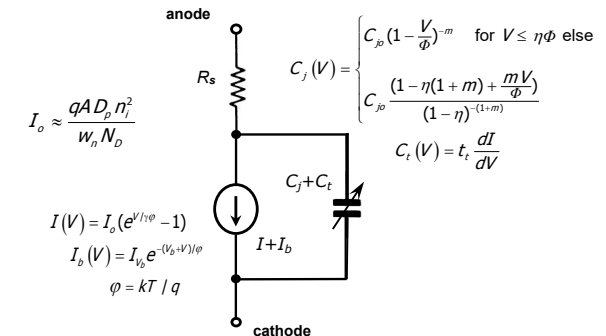 anode
R_s
I_o ≈ qAD_p n_i^2 / w_n N_D
C_j(V) = { C_jo(1 − V/Φ)^−m for V ≤ ηΦ else
C_jo (1 − η(1+m) + mV/Φ) / (1 − η)^−(1+m)
C_t(V) = t_t dI/dV
C_j+C_t
I(V) = I_o(e^{V/γφ} − 1)
I_b(V) = I_{V_b} e^{−(V_b+V)/φ}
φ = kT / q
I+I_b
cathode